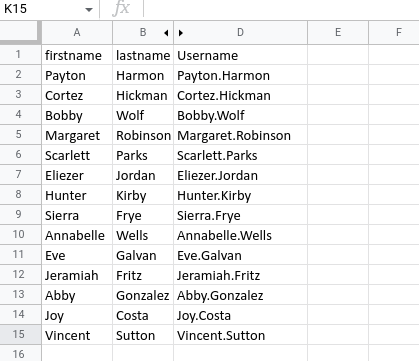 K15 fx
A B D E F
1 firstname lastname Username
2 Payton Harmon Payton.Harmon
3 Cortez Hickman Cortez.Hickman
4 Bobby Wolf Bobby.Wolf
5 Margaret Robinson Margaret.Robinson
6 Scarlett Parks Scarlett.Parks
7 Eliezer Jordan Eliezer.Jordan
8 Hunter Kirby Hunter.Kirby
9 Sierra Frye Sierra.Frye
10 Annabelle Wells Annabelle.Wells
11 Eve Galvan Eve.Galvan
12 Jeramiah Fritz Jeramiah.Fritz
13 Abby Gonzalez Abby.Gonzalez
14 Joy Costa Joy.Costa
15 Vincent Sutton Vincent.Sutton
16